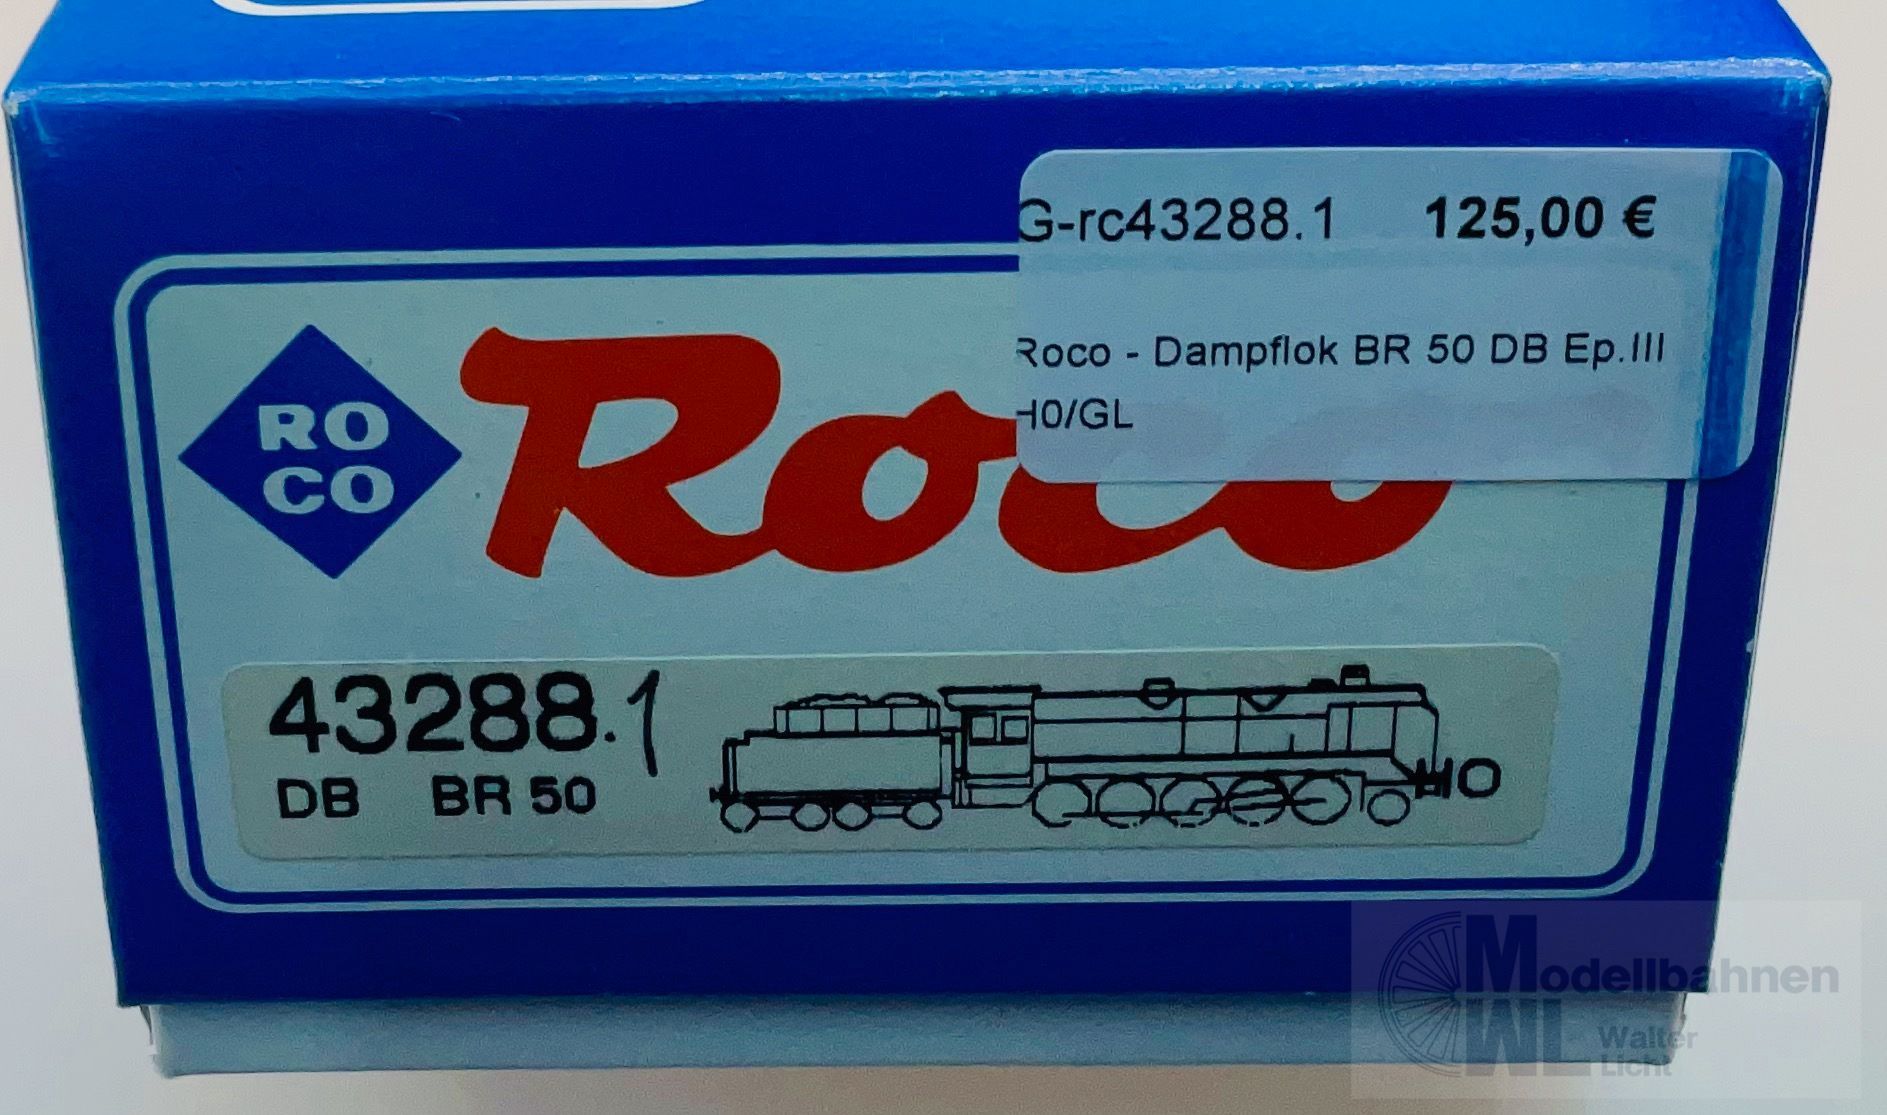 G-rc43288.1 125,00 €
Roco - Dampflok BR 50 DB Ep.III
H0/GL
RO
CO
Roco
43288.1
DB BR 50
HO
Modellbahnen
WL Walter
Licht